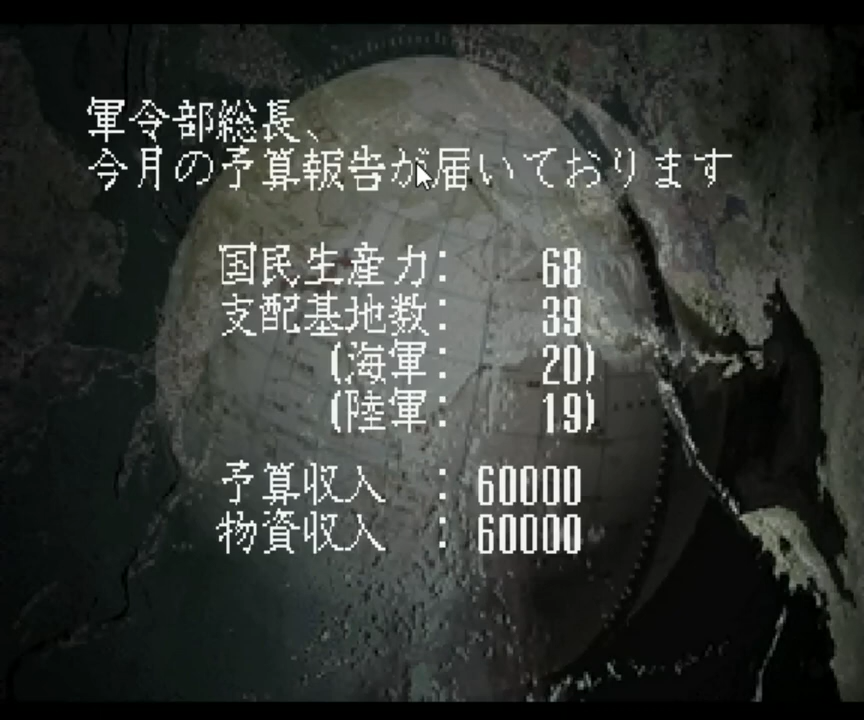 軍令部総長、
今月の予算報告が届いております
国民生産力: 68
支配基地数: 39
(海軍: 20)
(陸軍: 19)
予算収入 : 60000
物資収入 : 60000